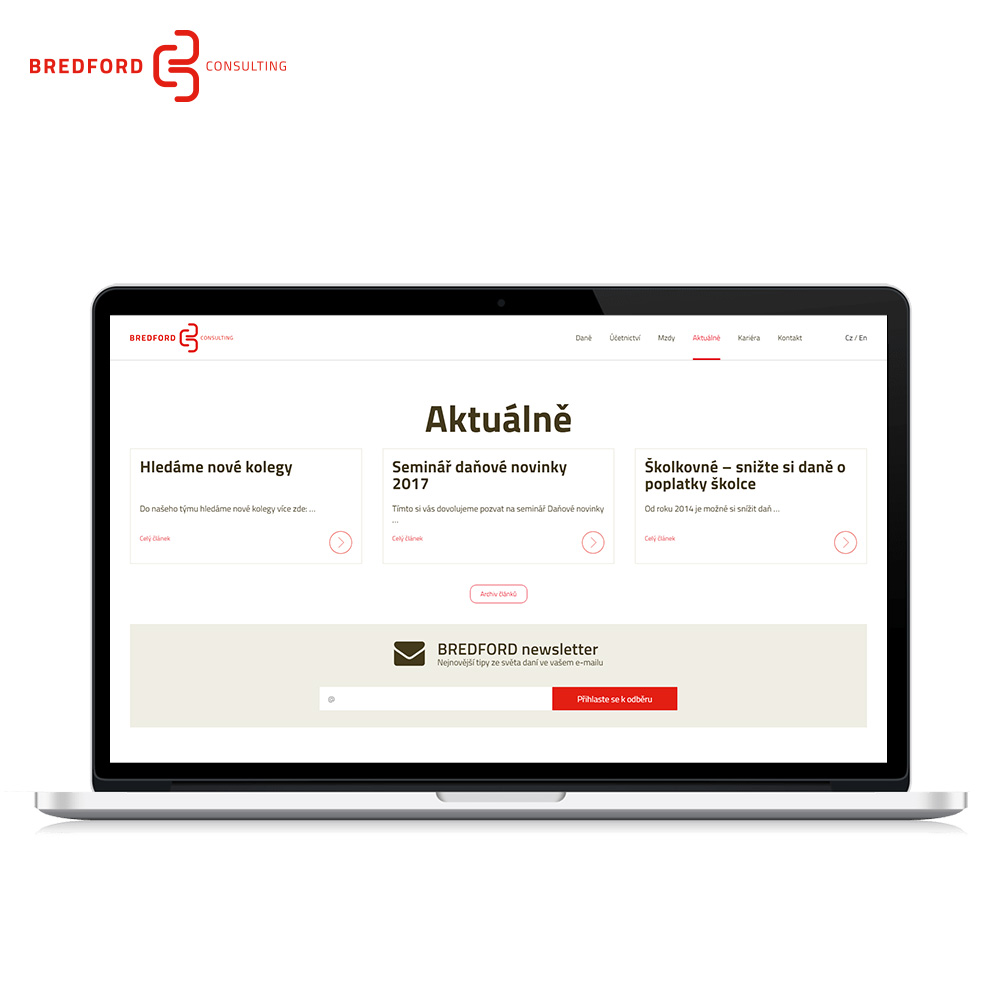 BREDFORD CONSULTING
BREDFORD CONSULTING
Daně Účetnictví Mzdy Aktuálně Kariéra Kontakt Cz / En
Aktuálně
Hledáme nové kolegy
Do našeho týmu hledáme nové kolegy více zde: ...
Celý článek
Seminář daňové novinky
2017
Tímto si vás dovolujeme pozvat na seminář Daňové novinky
...
Celý článek
Školkovné – snižte si daně o
poplatky školce
Od roku 2014 je možné si snížit daň ...
Celý článek
Archiv článků
BREDFORD newsletter
Nejnovější tipy ze světa daní ve vašem e-mailu
@
Přihlaste se k odběru